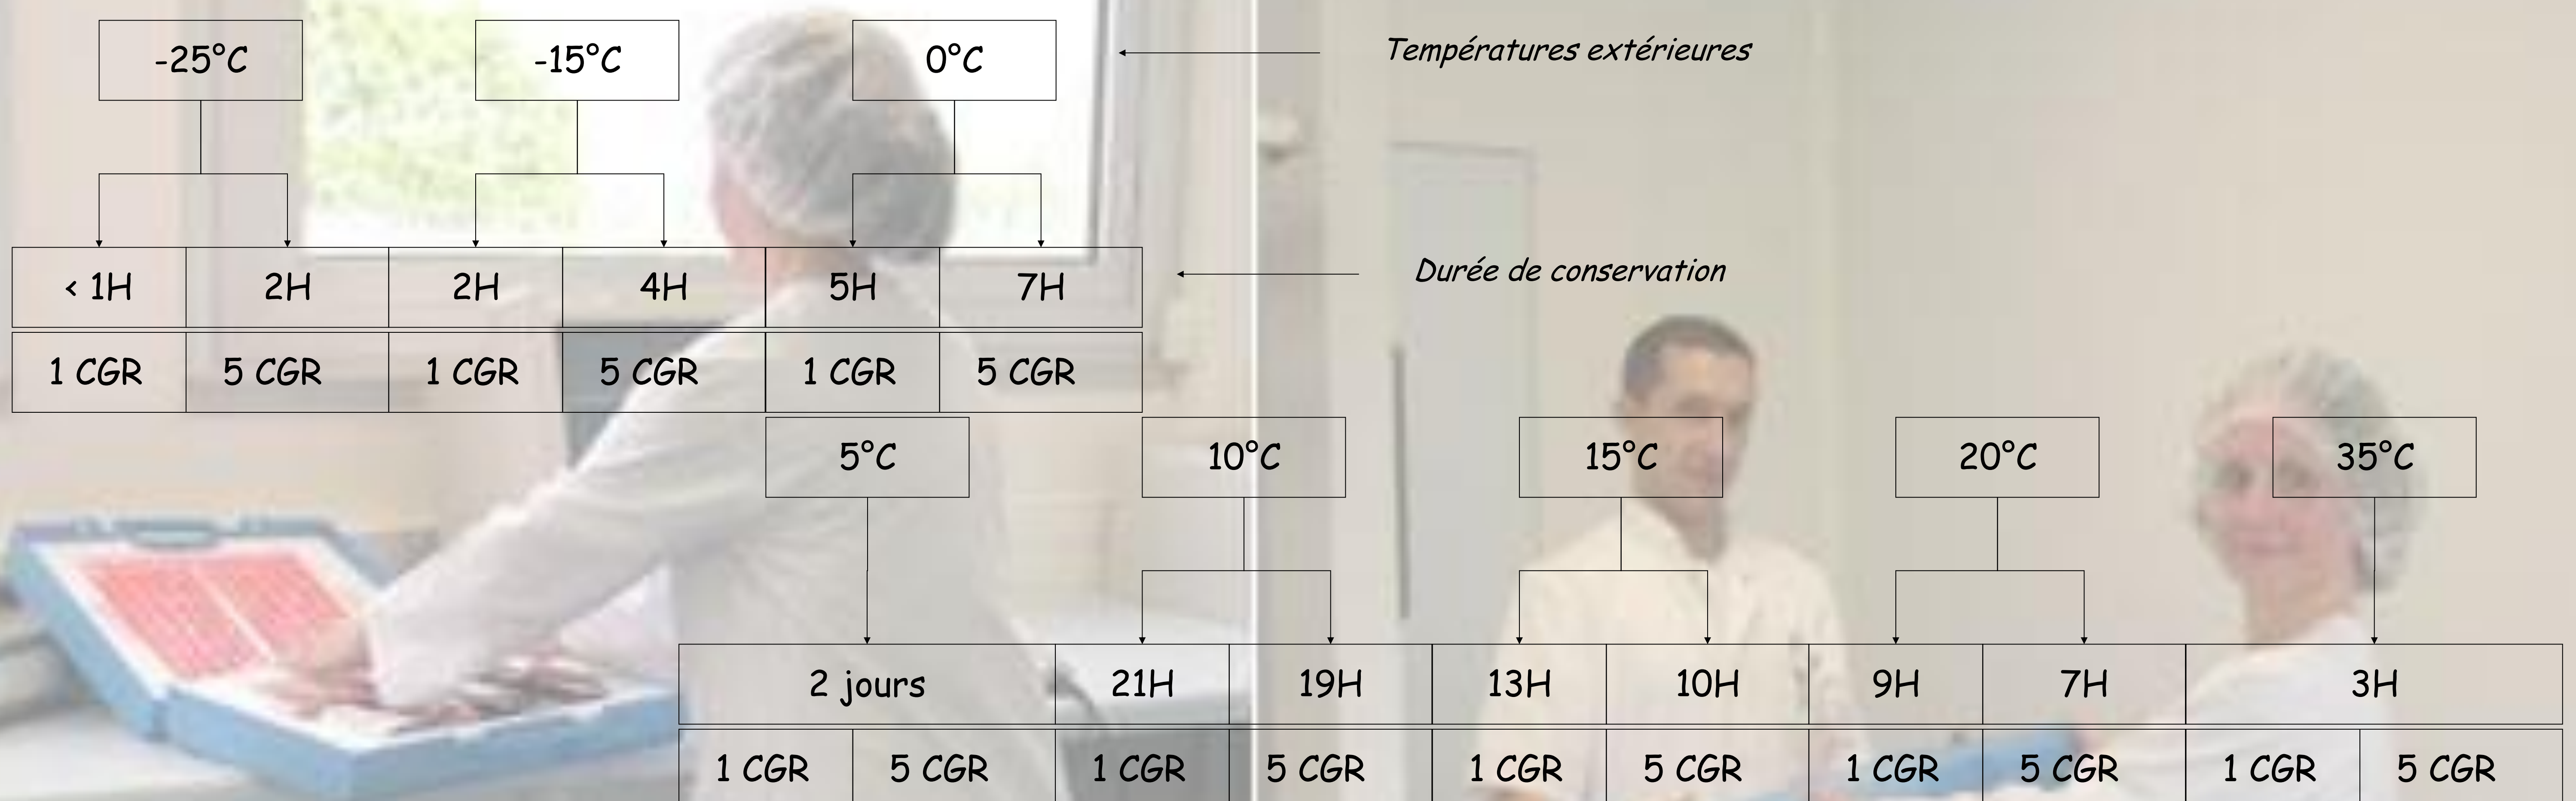 -25°C -15°C 0°C Températures extérieures
< 1H 2H 2H 4H 5H 7H Durée de conservation
1 CGR 5 CGR 1 CGR 5 CGR 1 CGR 5 CGR
5°C 10°C 15°C 20°C 35°C
2 jours 21H 19H 13H 10H 9H 7H 3H
1 CGR 5 CGR 1 CGR 5 CGR 1 CGR 5 CGR 1 CGR 5 CGR 1 CGR 5 CGR